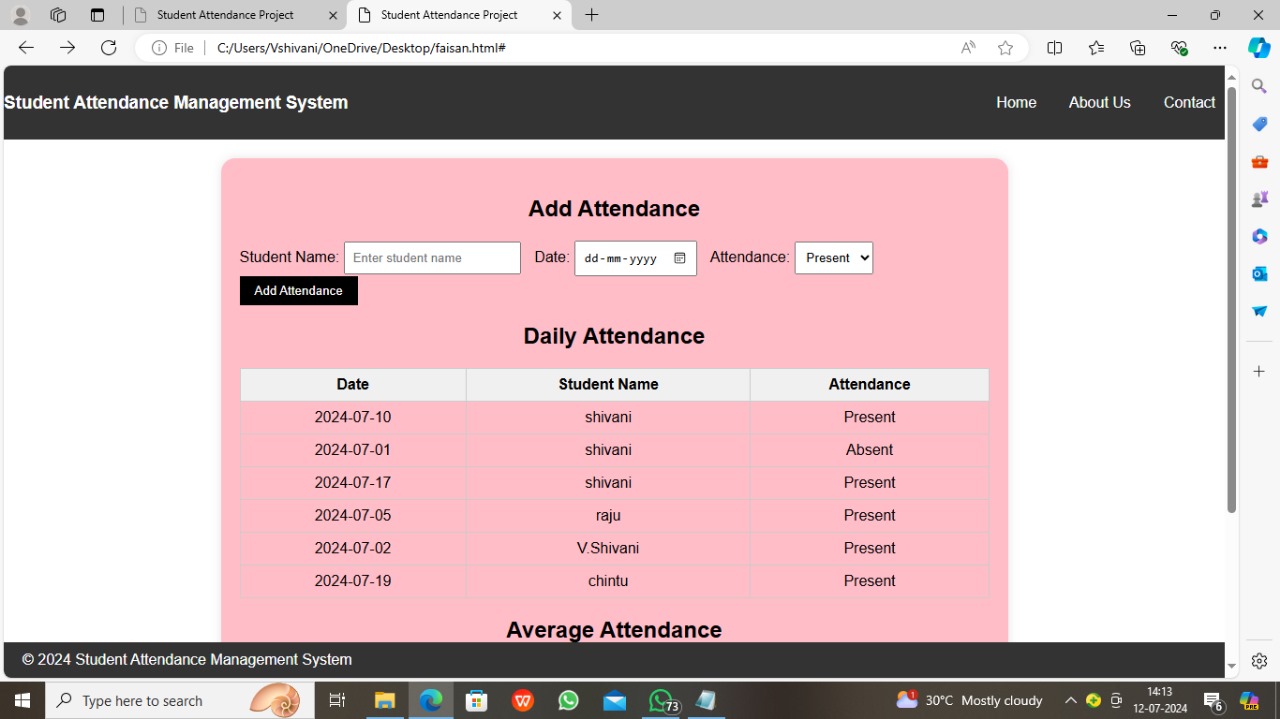 Student Attendance Project
Student Attendance Project
File
C:/Users/Vshivani/OneDrive/Desktop/faisan.html#
Student Attendance Management System
Home About Us Contact
Add Attendance
Student Name: Enter student name Date: dd-mm-yyyy Attendance: Present
Add Attendance
Daily Attendance
Date Student Name Attendance
2024-07-10 shivani Present
2024-07-01 shivani Absent
2024-07-17 shivani Present
2024-07-05 raju Present
2024-07-02 V.Shivani Present
2024-07-19 chintu Present
Average Attendance
© 2024 Student Attendance Management System
Type here to search
W
73
1
30°C Mostly cloudy
14:13
12-07-2024
6
PRE